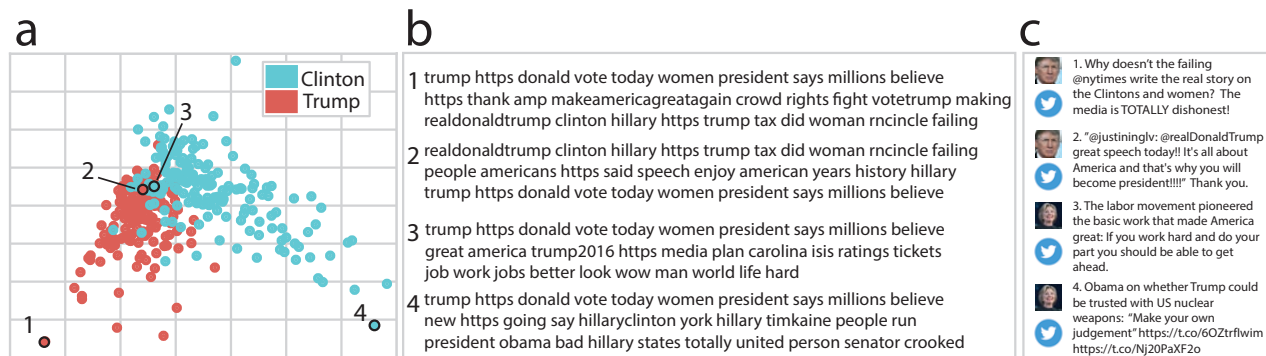 a
Clinton
Trump
3
2
1
4
b
1 trump https donald vote today women president says millions believe
https thank amp makeamericagreatagain crowd rights fight votetrump making
realdonaldtrump clinton hillary https trump tax did woman rncincle failing
2 realdonaldtrump clinton hillary https trump tax did woman rncincle failing
people americans https said speech enjoy american years history hillary
trump https donald vote today women president says millions believe
3 trump https donald vote today women president says millions believe
great america trump2016 https media plan carolina isis ratings tickets
job work jobs better look wow man world life hard
4 trump https donald vote today women president says millions believe
new https going say hillaryclinton york hillary timkaine people run
president obama bad hillary states totally united person senator crooked
c
1. Why doesn't the failing
@nytimes write the real story on
the Clintons and women? The
media is TOTALLY dishonest!
2. "@justininglv: @realDonaldTrump
great speech today!! It's all about
America and that's why you will
become president!!!!" Thank you.
3. The labor movement pioneered
the basic work that made America
great: If you work hard and do your
part you should be able to get
ahead.
4. Obama on whether Trump could
be trusted with US nuclear
weapons: "Make your own
judgement" https://t.co/6OZtrflwim
https://t.co/Nj20PaXF2o